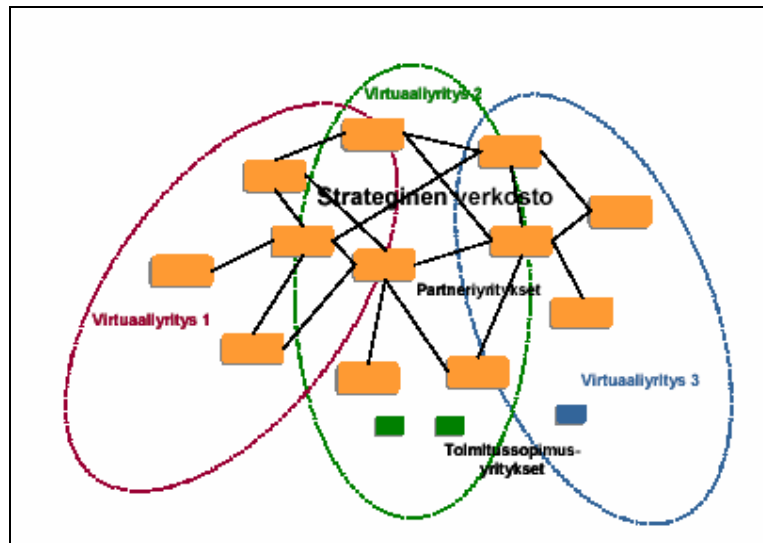 Virtuaaliyritys 2
Strateginen verkosto
Partneriyritykset
Virtuaaliyritys 1
Virtuaaliyritys 3
Toimitussopimus-
yritykset